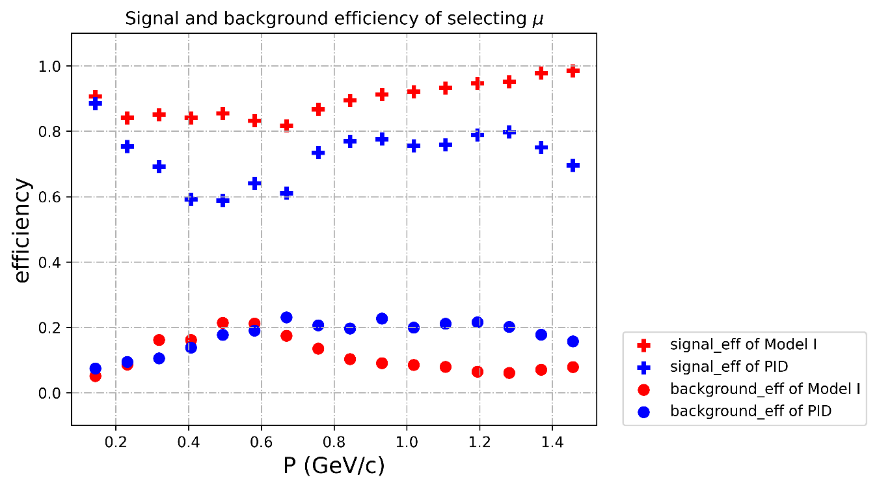 Signal and background efficiency of selecting μ
efficiency
1.0
0.8
0.6
0.4
0.2
0.0
0.2 0.4 0.6 0.8 1.0 1.2 1.4
P (GeV/c)
signal_eff of Model I
signal_eff of PID
background_eff of Model I
background_eff of PID